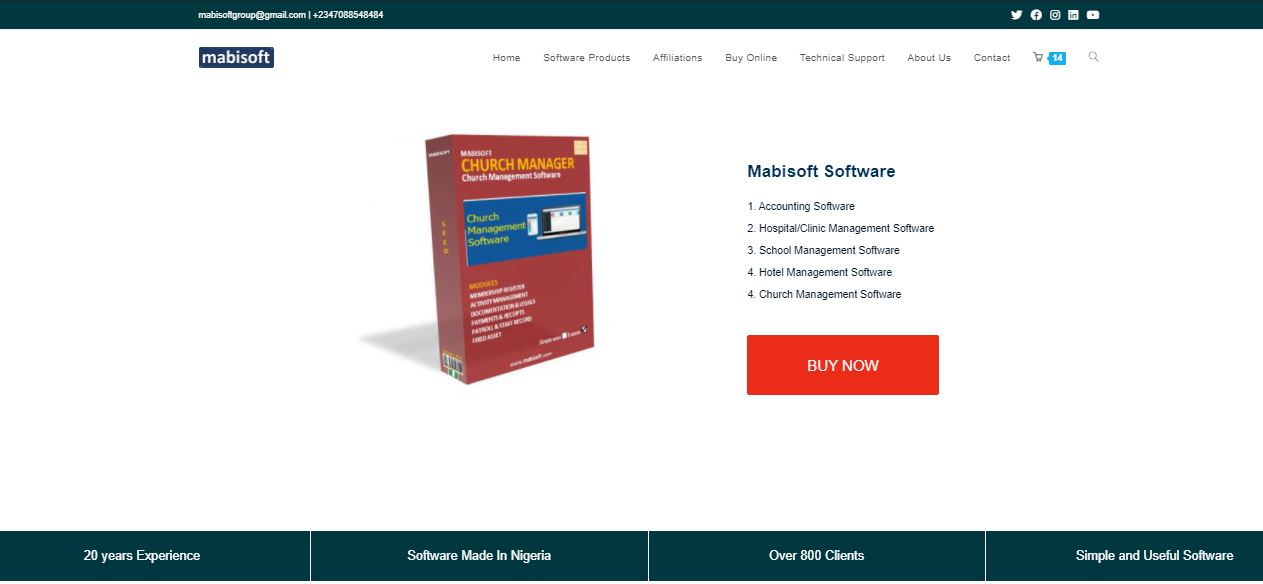 mabisoftgroup@gmail.com | +2347088548484
mabisoft
Home
Software Products
Affiliations
Buy Online
Technical Support
About Us
Contact
14
MABISOFT
MABISOFT
CHURCH MANAGER
Church Management Software
Church
Management
Software
SEED
MODULES
MEMBERSHIP REGISTER
ACTIVITY MANAGEMENT
DOCUMENTATION & LEGALS
PAYMENTS & RECEIPTS
PAYROLL & STAFF RECORD
FIXED ASSET
www.mabisoft.com
Mabisoft Software
1. Accounting Software
2. Hospital/Clinic Management Software
3. School Management Software
4. Hotel Management Software
4. Church Management Software
BUY NOW
20 years Experience
Software Made In Nigeria
Over 800 Clients
Simple and Useful Software